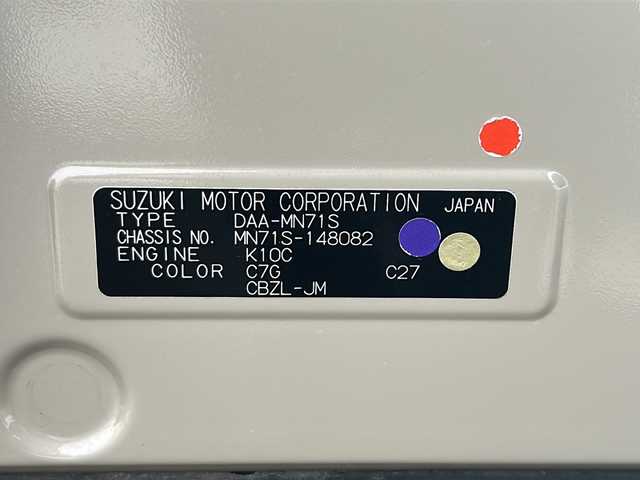 SUZUKI MOTOR CORPORATION JAPAN
TYPE DAA-MN71S
CHASSIS NO. MN71S-148082
ENGINE K10C
COLOR C7G C27
CBZL-JM